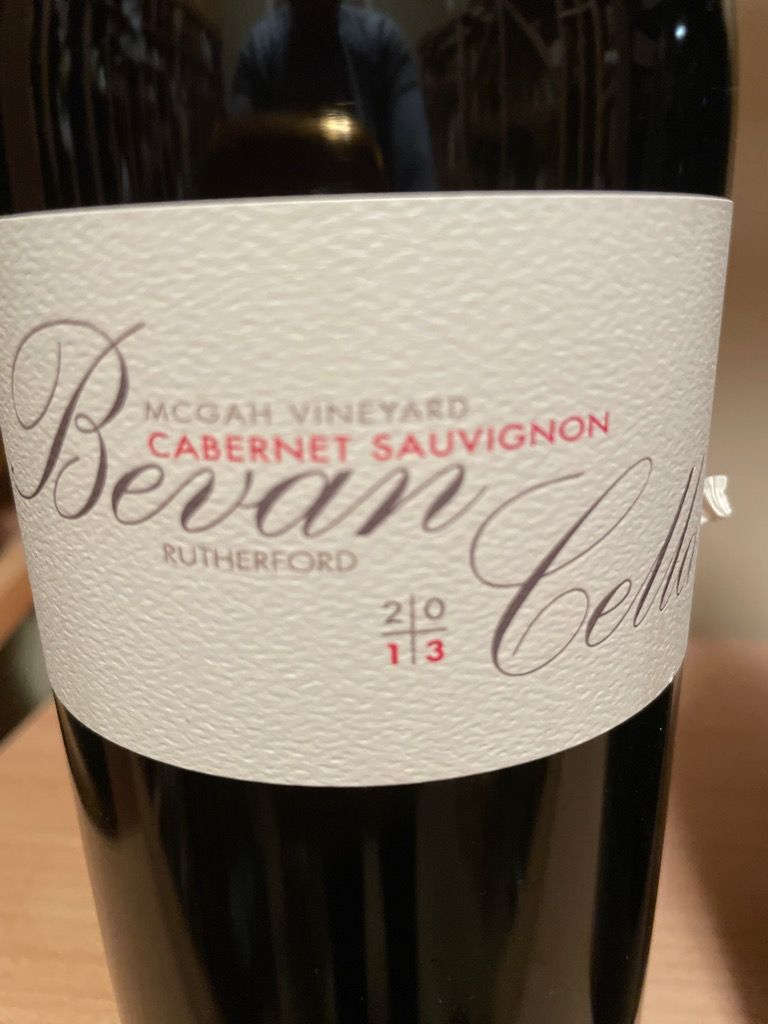 MCGAH VINEYARD
CABERNET SAUVIGNON
Bevan
RUTHERFORD
20
13